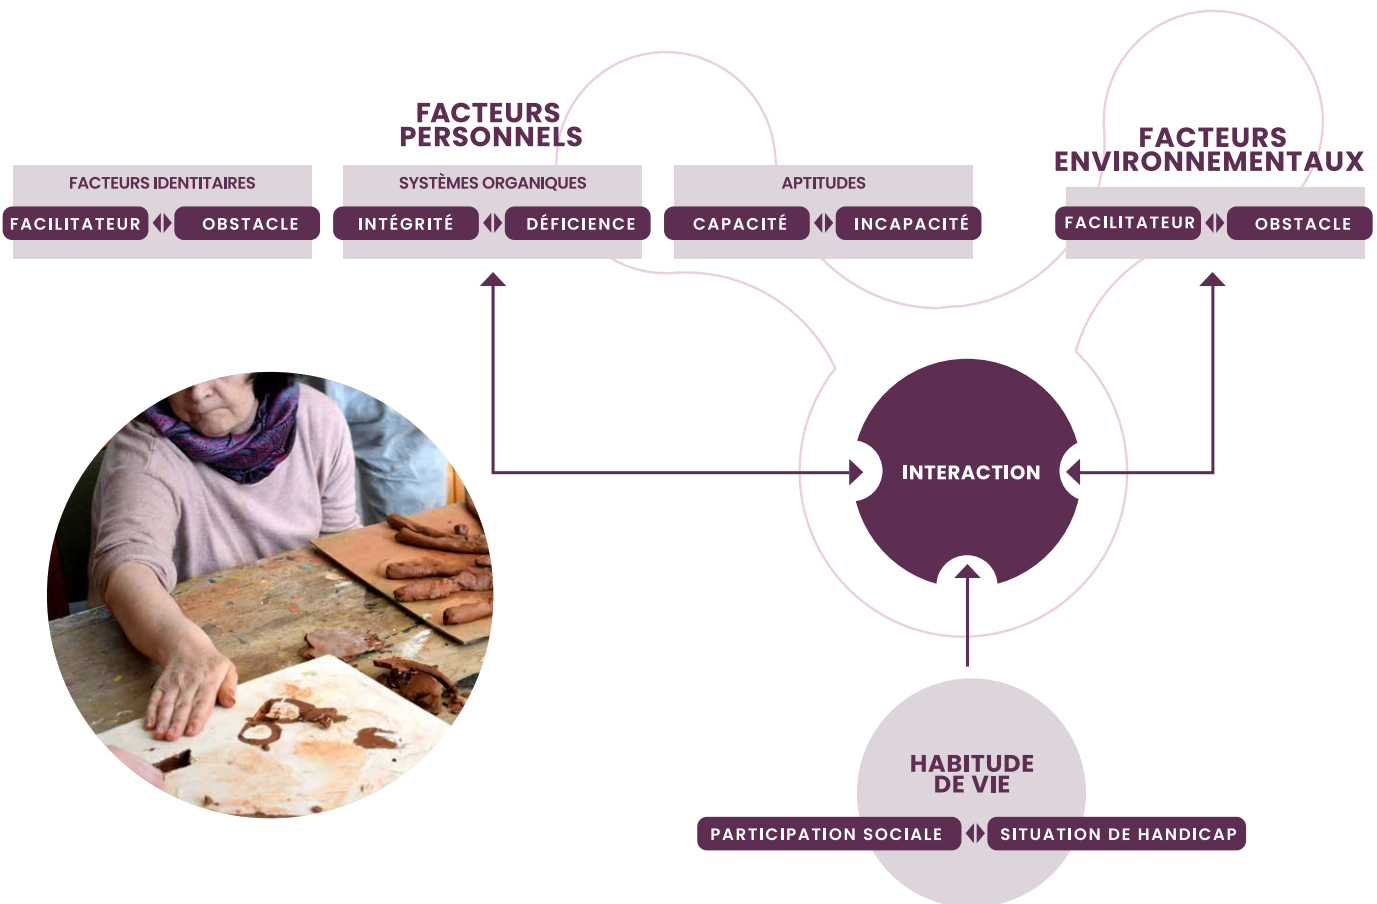 FACTEURS
PERSONNELS
FACTEURS
ENVIRONNEMENTAUX
FACTEURS IDENTITAIRES
FACILITATEUR OBSTACLE
SYSTÈMES ORGANIQUES
INTÉGRITÉ DÉFICIENCE
APTITUDES
CAPACITÉ INCAPACITÉ
FACILITATEUR OBSTACLE
INTERACTION
HABITUDE
DE VIE
PARTICIPATION SOCIALE SITUATION DE HANDICAP